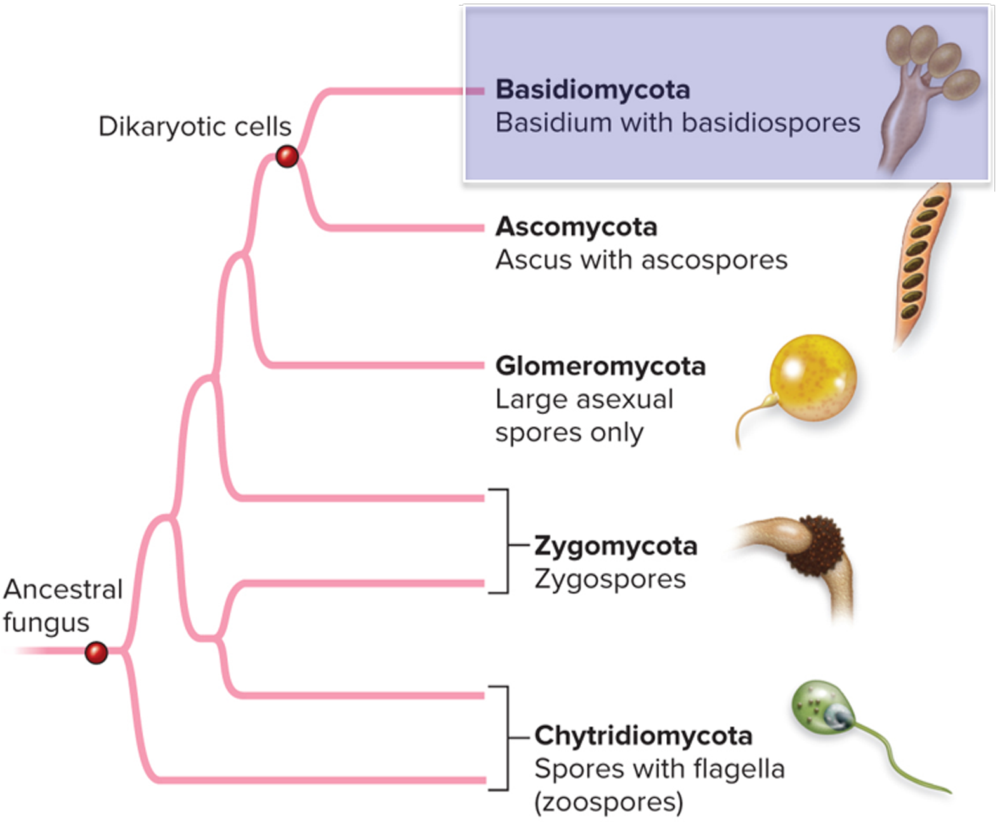 Basidiomycota
Basidium with basidiospores
Dikaryotic cells
Ascomycota
Ascus with ascospores
Glomeromycota
Large asexual
spores only
Zygomycota
Zygospores
Ancestral
fungus
Chytridiomycota
Spores with flagella
(zoospores)